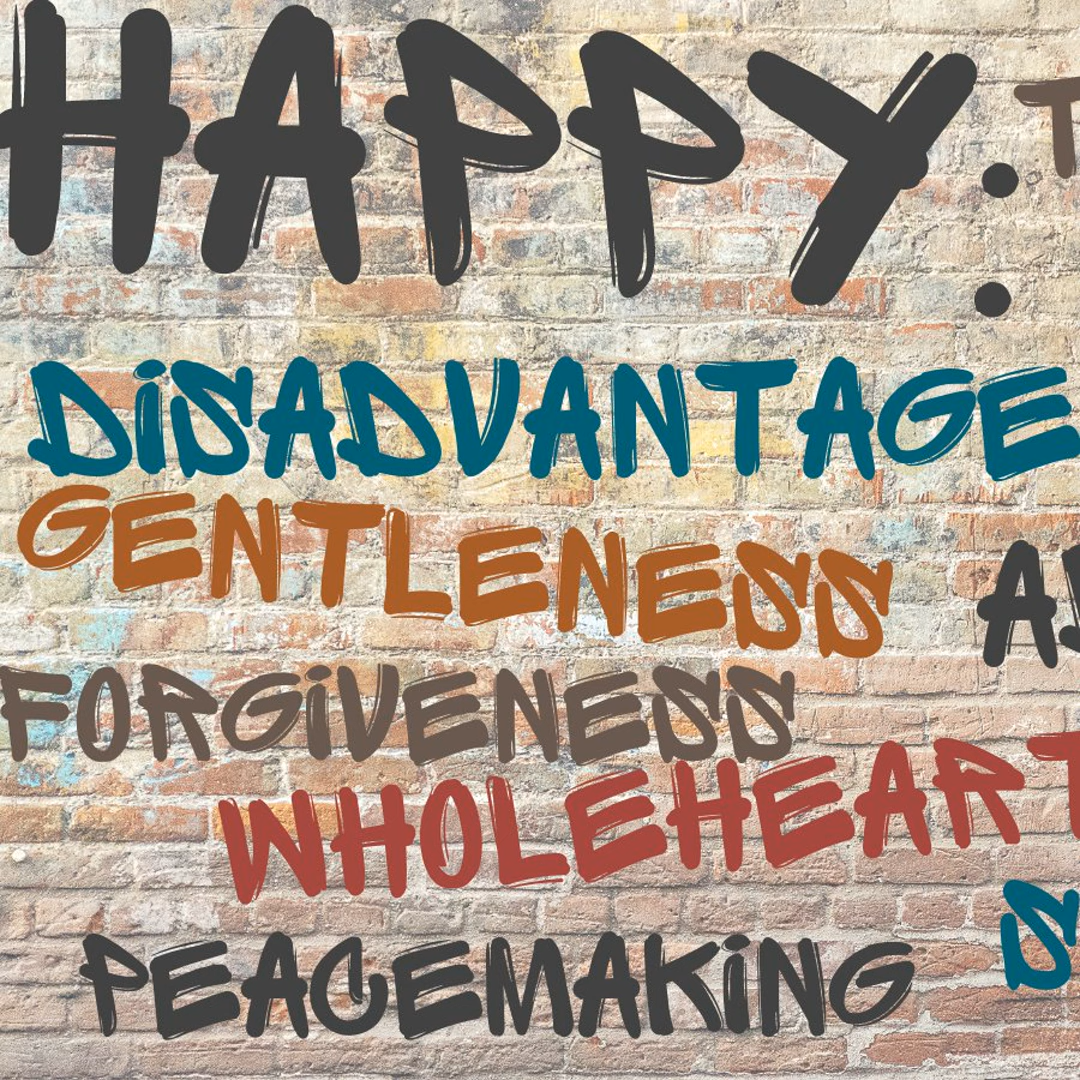 HAPPY: T
DiSADVANTAGE
GENTLENESS
FORGiVENESS
WHOLEHEART
PEACEMAKiNG